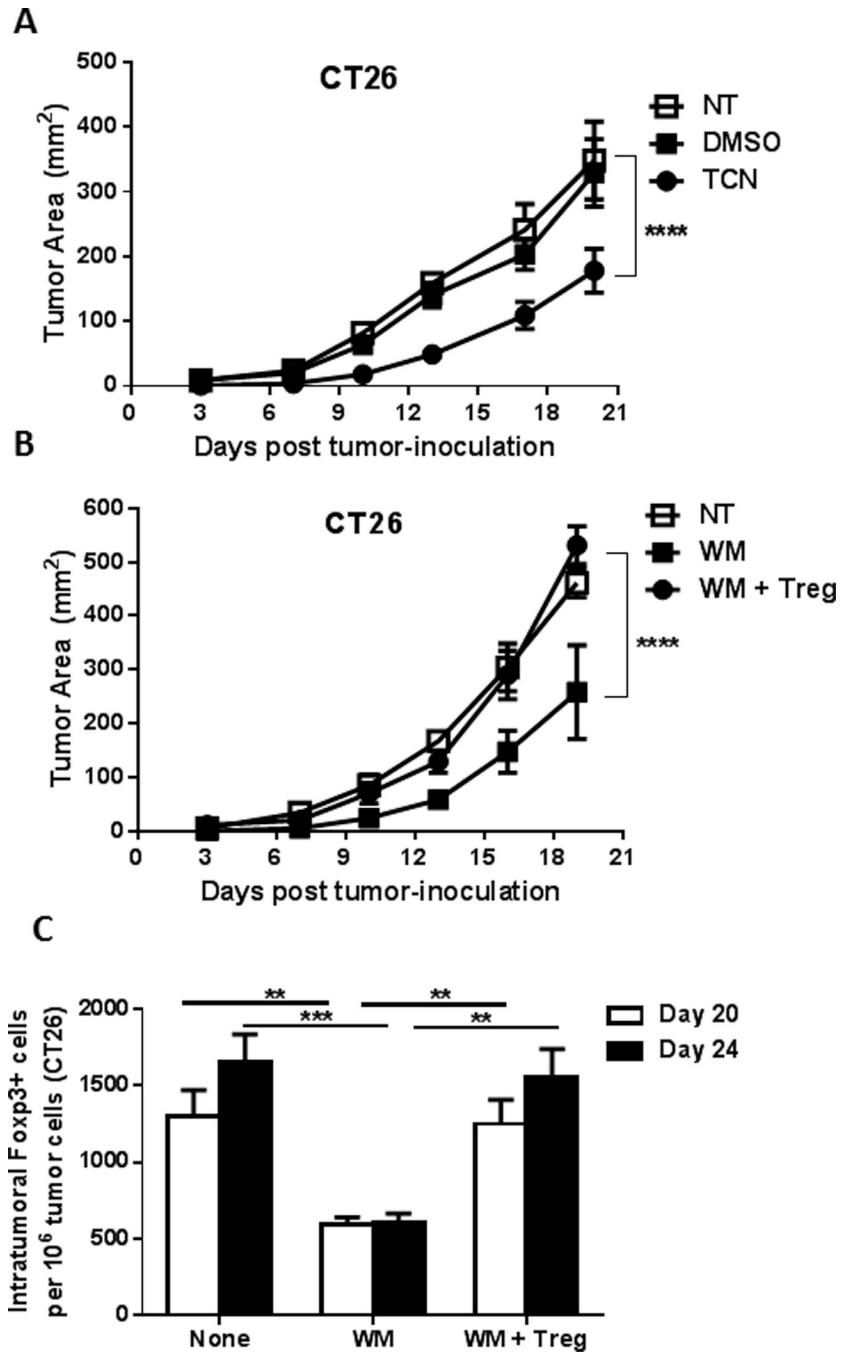 A
CT26
Tumor Area (mm²)
500
400
300
200
100
0
0 3 6 9 12 15 18 21
Days post tumor-inoculation
NT
DMSO
TCN
****
B
CT26
Tumor Area (mm²)
600
500
400
300
200
100
0
0 3 6 9 12 15 18 21
Days post tumor-inoculation
NT
WM
WM + Treg
****
C
Intratumoral Foxp3+ cells
per 10⁶ tumor cells (CT26)
2000
1500
1000
500
0
** **
*** **
None WM WM + Treg
Day 20
Day 24